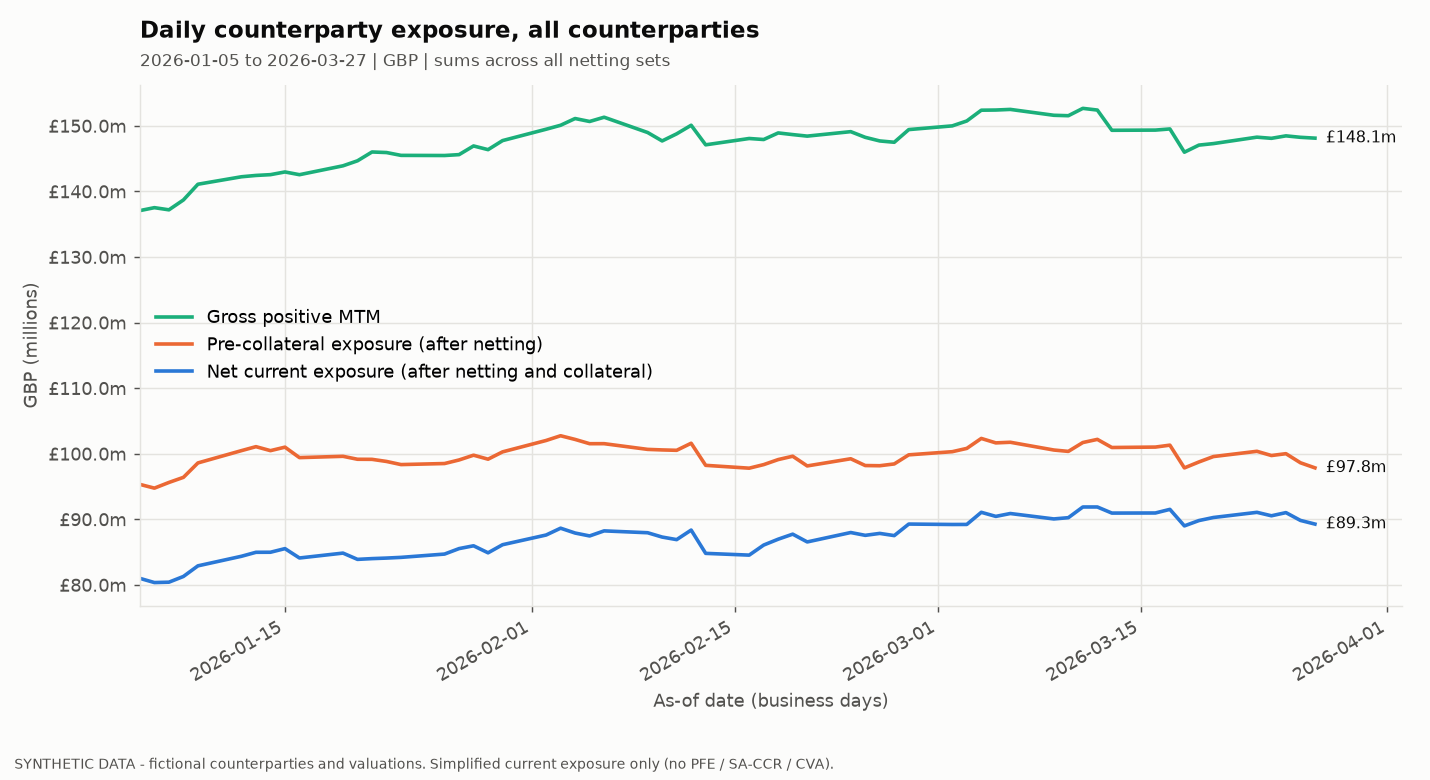 Daily counterparty exposure, all counterparties
2026-01-05 to 2026-03-27 | GBP | sums across all netting sets
GBP (millions)
£150.0m
£140.0m
£130.0m
£120.0m
£110.0m
£100.0m
£90.0m
£80.0m
Gross positive MTM
Pre-collateral exposure (after netting)
Net current exposure (after netting and collateral)
£148.1m
£97.8m
£89.3m
2026-01-15
2026-02-01
2026-02-15
2026-03-01
2026-03-15
2026-04-01
As-of date (business days)
SYNTHETIC DATA - fictional counterparties and valuations. Simplified current exposure only (no PFE / SA-CCR / CVA).